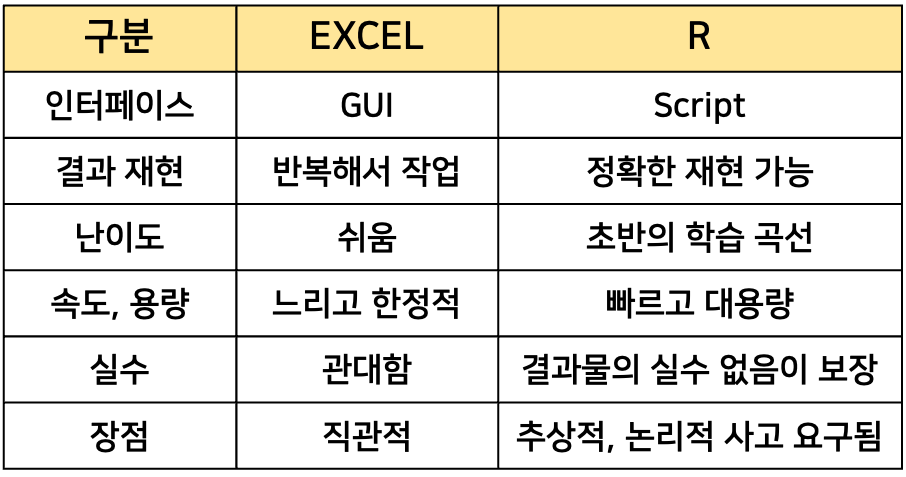 구분 EXCEL R
인터페이스 GUI Script
결과 재현 반복해서 작업 정확한 재현 가능
난이도 쉬움 초반의 학습 곡선
속도, 용량 느리고 한정적 빠르고 대용량
실수 관대함 결과물의 실수 없음이 보장
장점 직관적 추상적, 논리적 사고 요구됨